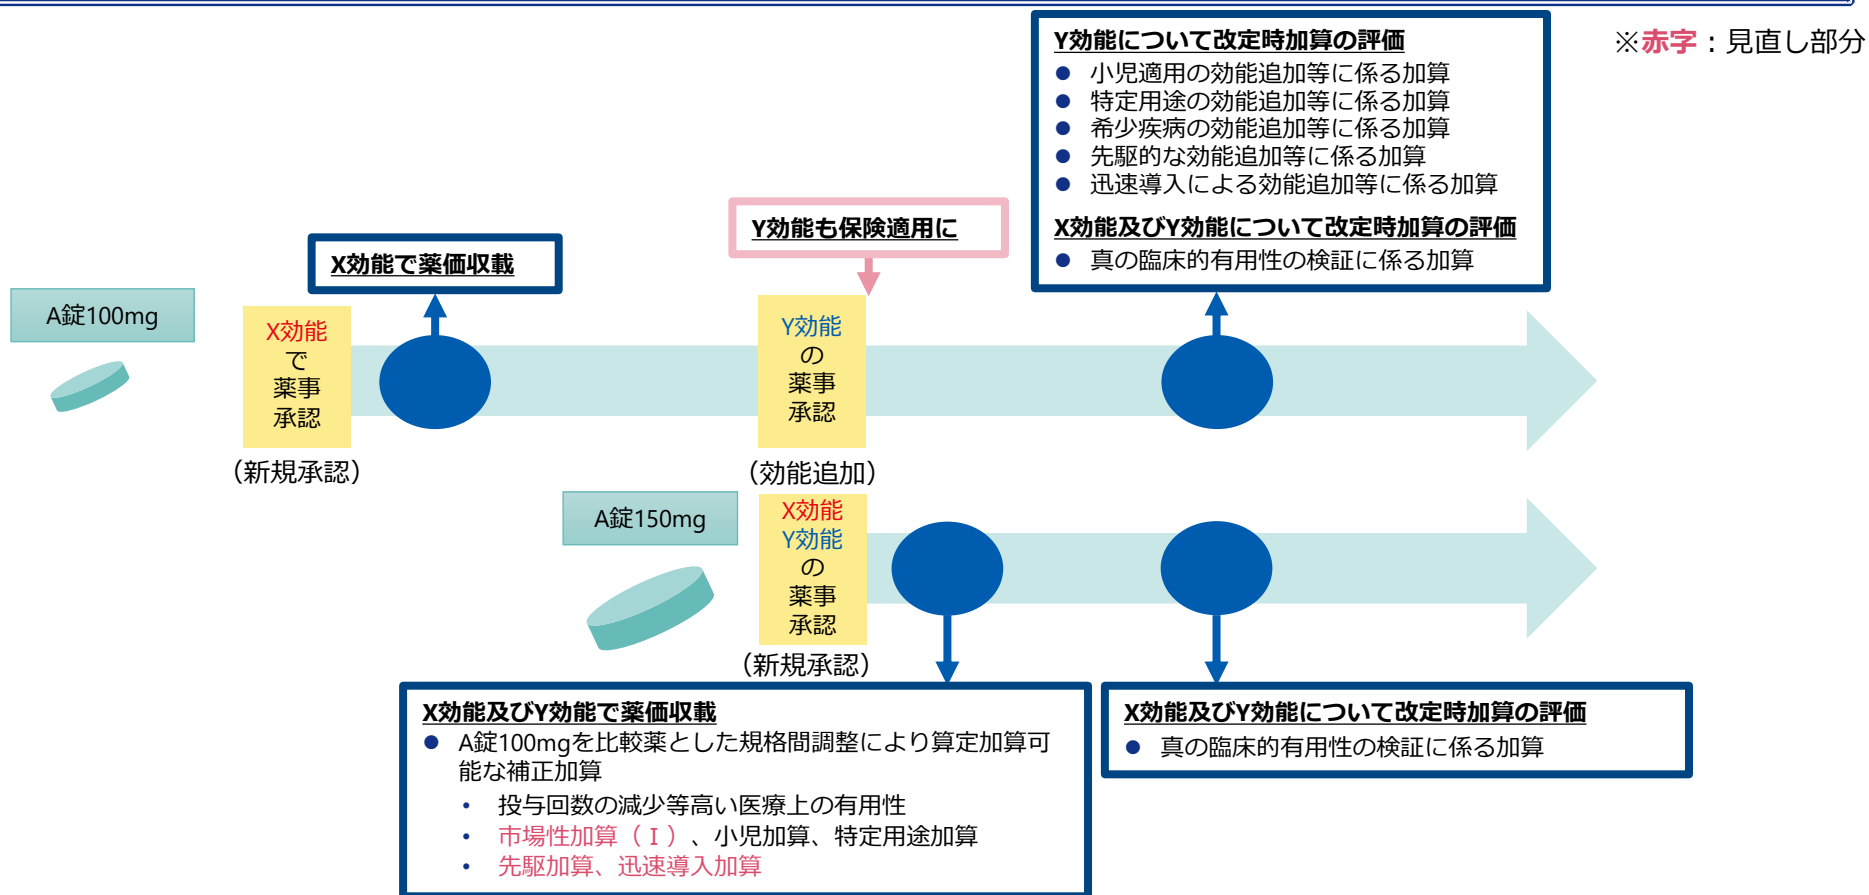 ※赤字：見直し部分
Y効能について改定時加算の評価
● 小児適用の効能追加等に係る加算
● 特定用途の効能追加等に係る加算
● 希少疾病の効能追加等に係る加算
● 先駆的な効能追加等に係る加算
● 迅速導入による効能追加等に係る加算
X効能及びY効能について改定時加算の評価
● 真の臨床的有用性の検証に係る加算
Y効能も保険適用に
X効能で薬価収載
A錠100mg
X効能
で
薬事
承認
（新規承認）
Y効能
の
薬事
承認
（効能追加）
A錠150mg
X効能
Y効能
の
薬事
承認
（新規承認）
X効能及びY効能で薬価収載
● A錠100mgを比較薬とした規格間調整により算定加算可
能な補正加算
• 投与回数の減少等高い医療上の有用性
• 市場性加算（Ⅰ）、小児加算、特定用途加算
• 先駆加算、迅速導入加算
X効能及びY効能について改定時加算の評価
● 真の臨床的有用性の検証に係る加算